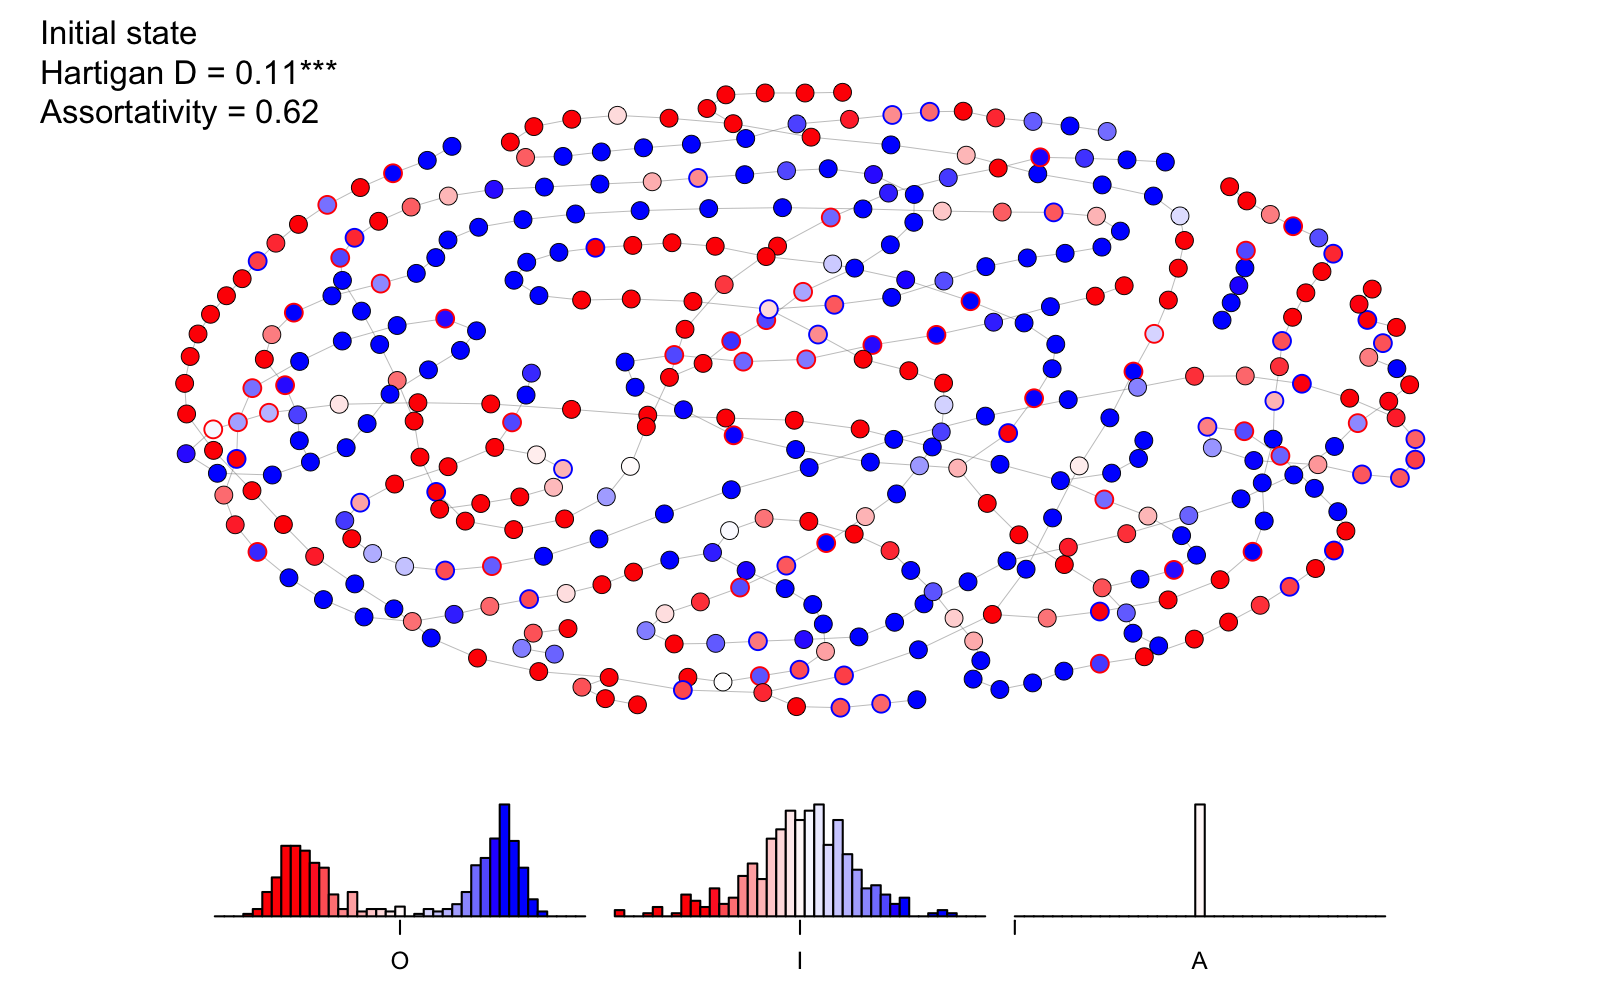 Initial state
Hartigan D = 0.11***
Assortativity = 0.62
O
I
A